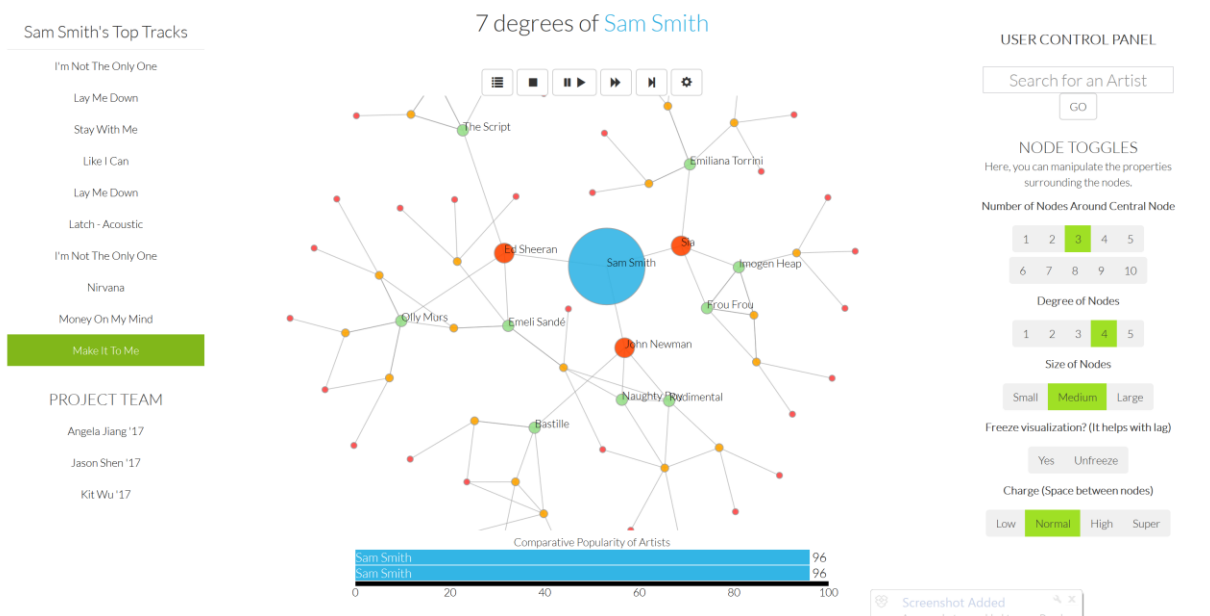 7 degrees of Sam Smith
Sam Smith's Top Tracks
I'm Not The Only One
Lay Me Down
Stay With Me
Like I Can
Lay Me Down
Latch - Acoustic
I'm Not The Only One
Nirvana
Money On My Mind
Make It To Me
PROJECT TEAM
Angela Jiang '17
Jason Shen '17
Kit Wu '17
The Script
Emiliana Torrini
Ed Sheeran
Sia
Sam Smith
Imogen Heap
Frou Frou
Olly Murs
Emeli Sandé
John Newman
Naughty Boy
Rudimental
Bastille
Comparative Popularity of Artists
Sam Smith 96
Sam Smith 96
0 20 40 60 80 100
USER CONTROL PANEL
Search for an Artist
GO
NODE TOGGLES
Here, you can manipulate the properties
surrounding the nodes.
Number of Nodes Around Central Node
1 2 3 4 5
6 7 8 9 10
Degree of Nodes
1 2 3 4 5
Size of Nodes
Small Medium Large
Freeze visualization? (It helps with lag)
Yes Unfreeze
Charge (Space between nodes)
Low Normal High Super
Screenshot Added